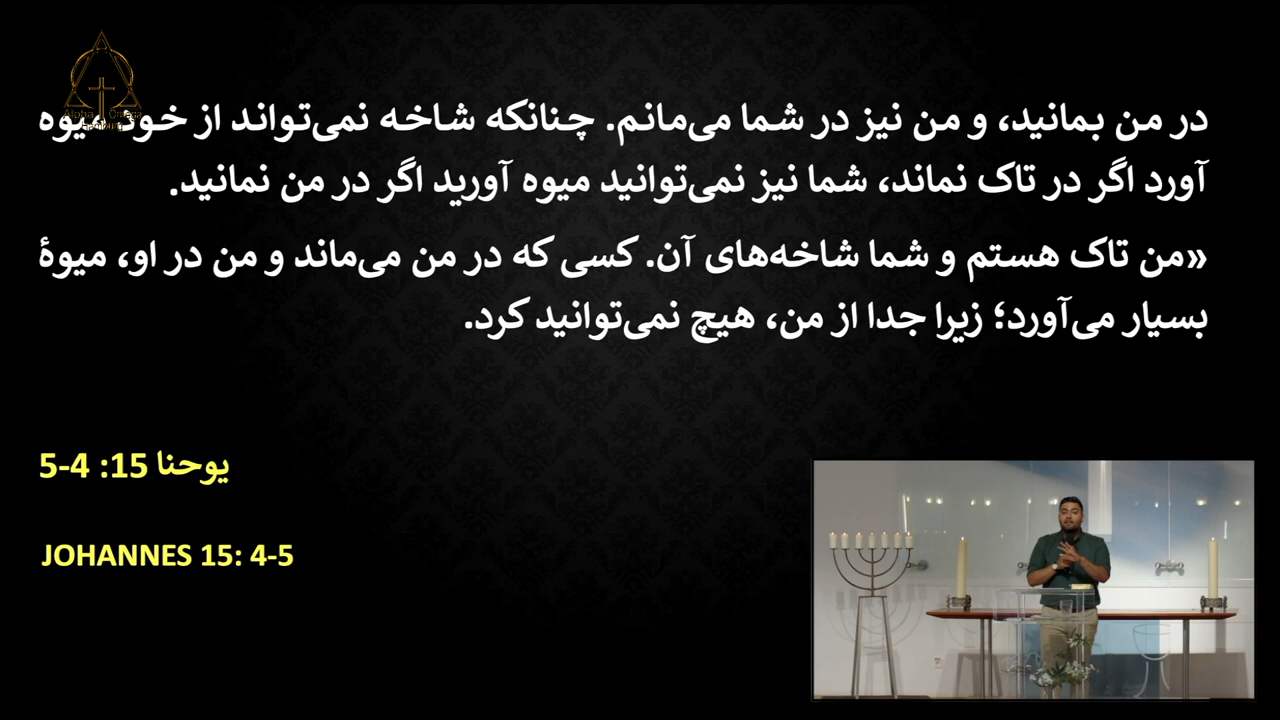 در من بمانید، و من نیز در شما می‌مانم. چنانکه شاخه نمی‌تواند از خود میوه
آورد اگر در تاک نماند، شما نیز نمی‌توانید میوه آورید اگر در من نمانید.
«من تاک هستم و شما شاخه‌های آن. کسی که در من می‌ماند و من در او، میوۀ
بسیار می‌آورد؛ زیرا جدا از من، هیچ نمی‌توانید کرد.
یوحنا 15: 4-5
JOHANNES 15: 4-5